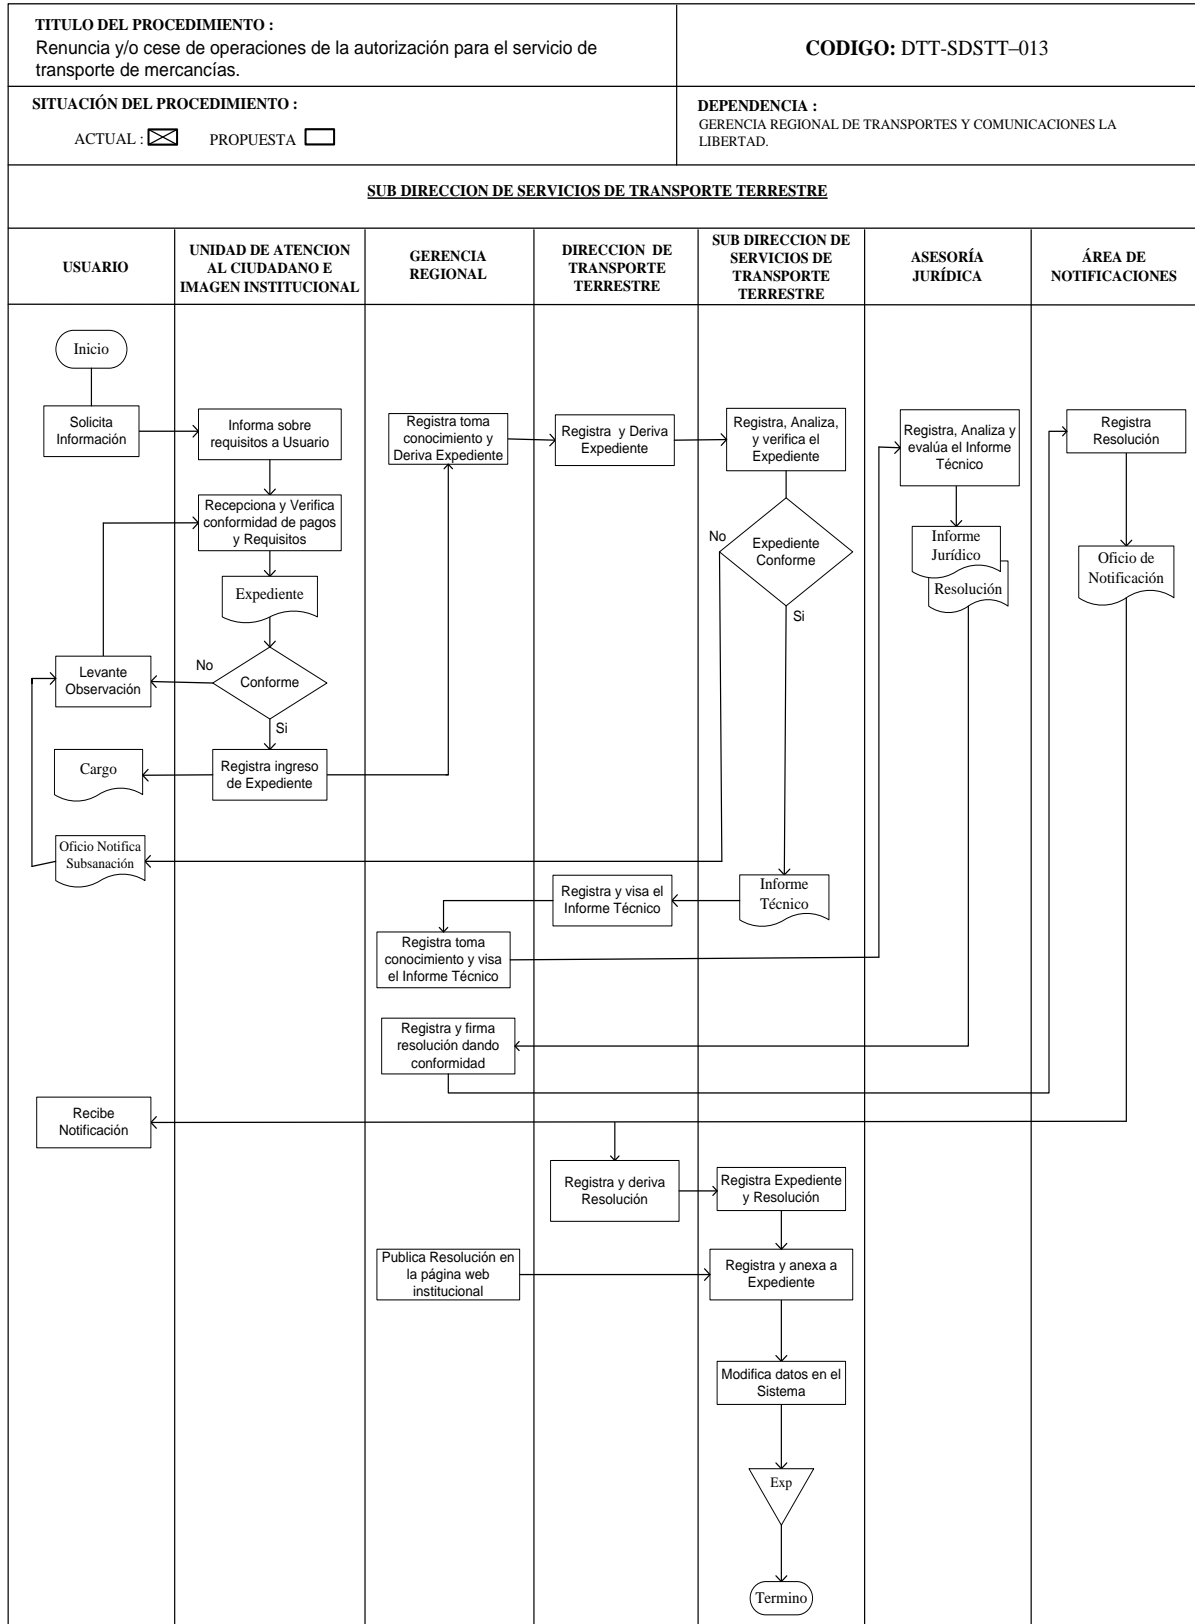 TITULO DEL PROCEDIMIENTO :
Renuncia y/o cese de operaciones de la autorización para el servicio de
transporte de mercancías.
CODIGO: DTT-SDSTT–013
SITUACIÓN DEL PROCEDIMIENTO :
ACTUAL :
PROPUESTA
DEPENDENCIA :
GERENCIA REGIONAL DE TRANSPORTES Y COMUNICACIONES LA
LIBERTAD.
SUB DIRECCION DE SERVICIOS DE TRANSPORTE TERRESTRE
USUARIO
UNIDAD DE ATENCION
AL CIUDADANO E
IMAGEN INSTITUCIONAL
GERENCIA
REGIONAL
DIRECCION DE
TRANSPORTE
TERRESTRE
SUB DIRECCION DE
SERVICIOS DE
TRANSPORTE
TERRESTRE
ASESORÍA
JURÍDICA
ÁREA DE
NOTIFICACIONES
Inicio
Solicita
Información
Informa sobre
requisitos a Usuario
Registra toma
conocimiento y
Deriva Expediente
Registra y Deriva
Expediente
Registra, Analiza,
y verifica el
Expediente
Registra, Analiza y
evalúa el Informe
Técnico
Registra
Resolución
Recepciona y Verifica
conformidad de pagos
y Requisitos
No
Expediente
Conforme
Si
Informe
Jurídico
Resolución
Oficio de
Notificación
Expediente
Levante
Observación
No
Conforme
Si
Cargo
Registra ingreso
de Expediente
Oficio Notifica
Subsanación
Registra y visa el
Informe Técnico
Informe
Técnico
Registra toma
conocimiento y visa
el Informe Técnico
Registra y firma
resolución dando
conformidad
Recibe
Notificación
Registra y deriva
Resolución
Registra Expediente
y Resolución
Publica Resolución en
la página web
institucional
Registra y anexa a
Expediente
Modifica datos en el
Sistema
Exp
Termino